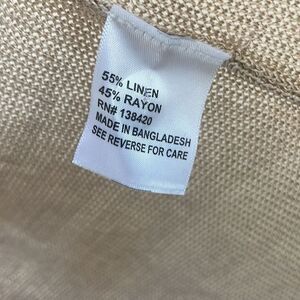 55% LINEN
45% RAYON
RN# 138420
MADE IN BANGLADESH
SEE REVERSE FOR CARE